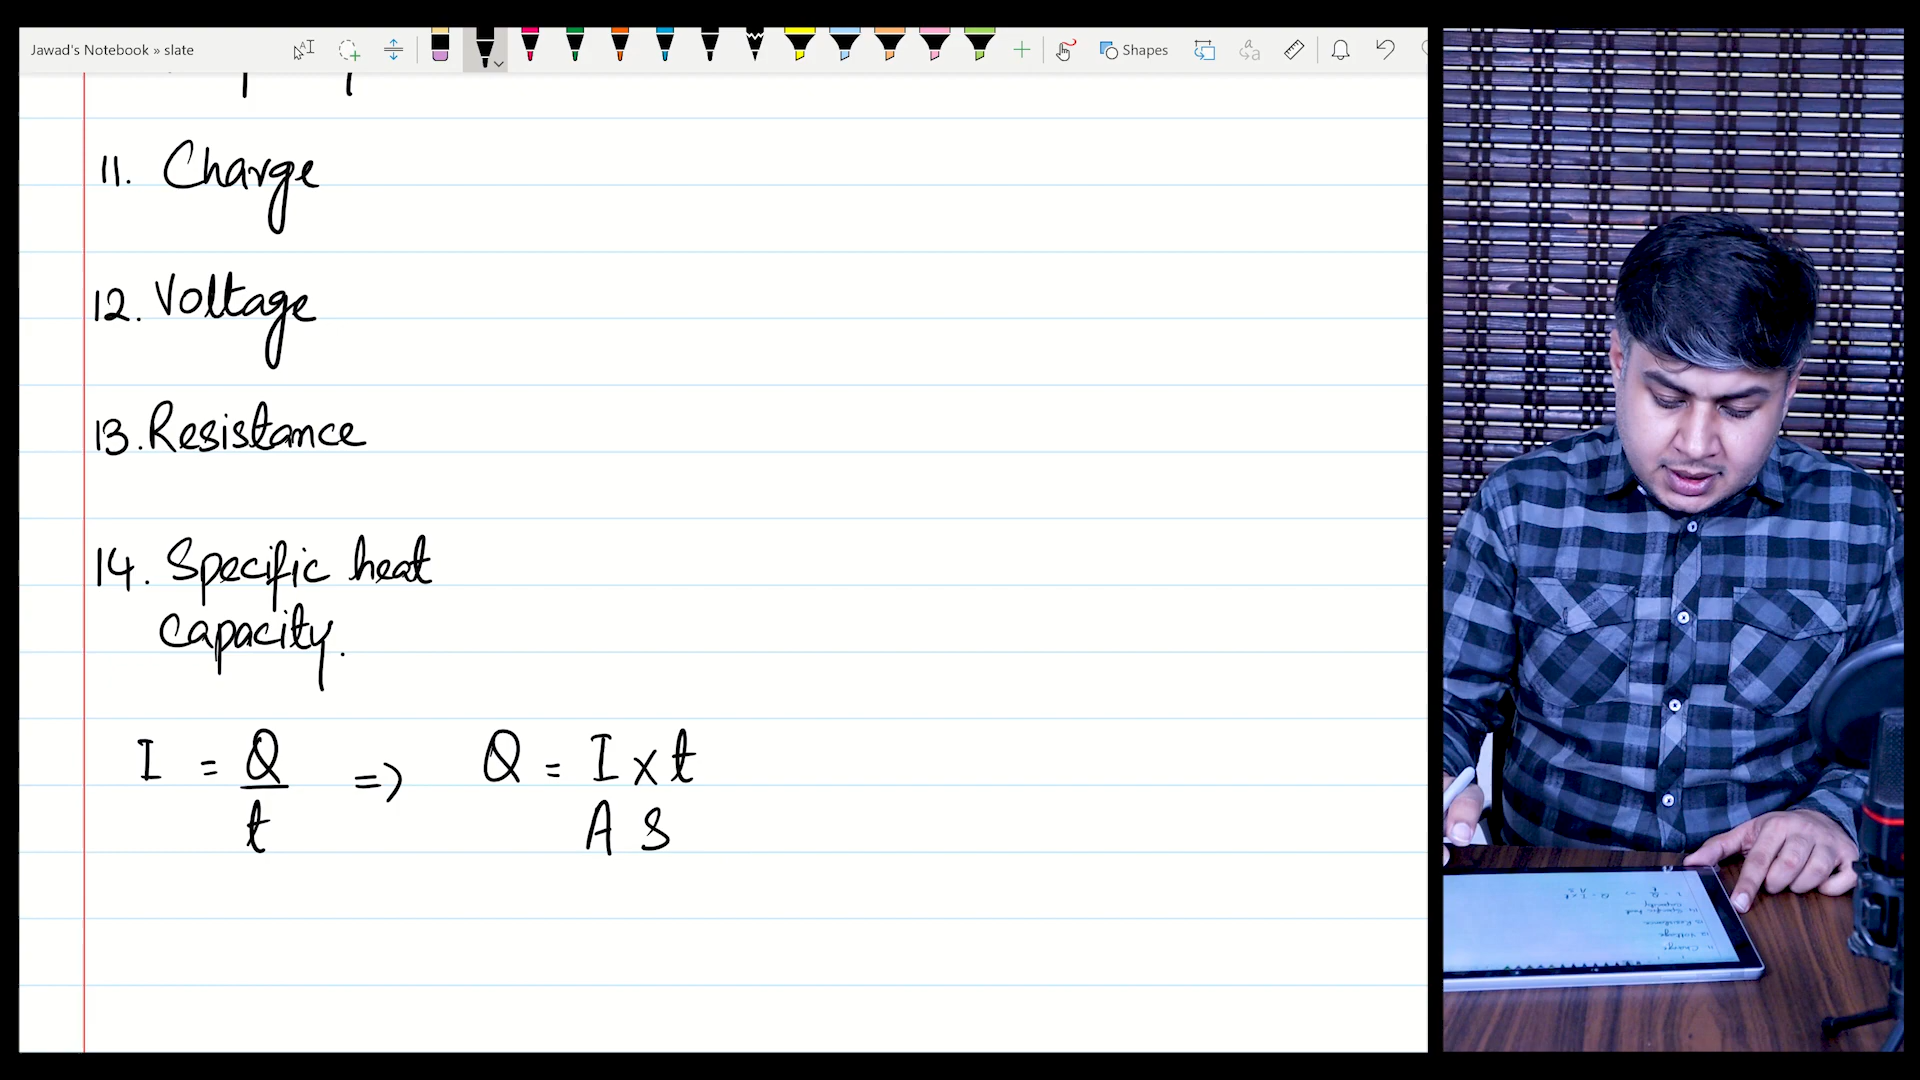 Jawad's Notebook » slate
Shapes
11. Charge
12. Voltage
13. Resistance
14. Specific heat
capacity.
I = Q/t => Q = I x t
A s